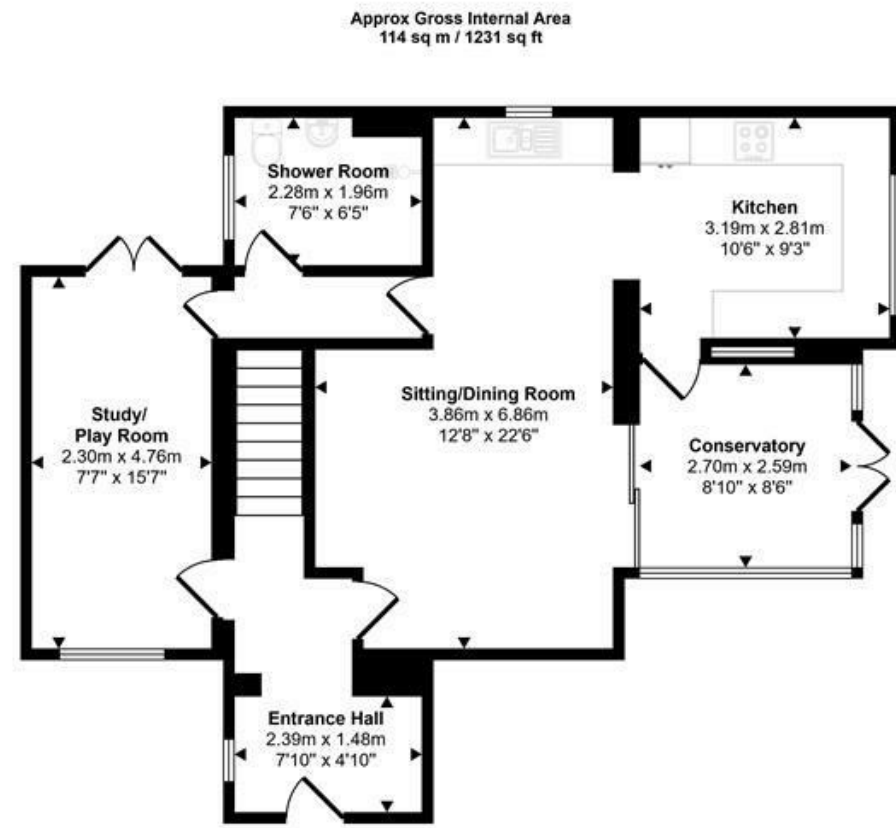 Approx Gross Internal Area
114 sq m / 1231 sq ft
Shower Room
2.28m x 1.96m
7'6" x 6'5"
Kitchen
3.19m x 2.81m
10'6" x 9'3"
Study/
Play Room
2.30m x 4.76m
7'7" x 15'7"
Sitting/Dining Room
3.86m x 6.86m
12'8" x 22'6"
Conservatory
2.70m x 2.59m
8'10" x 8'6"
Entrance Hall
2.39m x 1.48m
7'10" x 4'10"